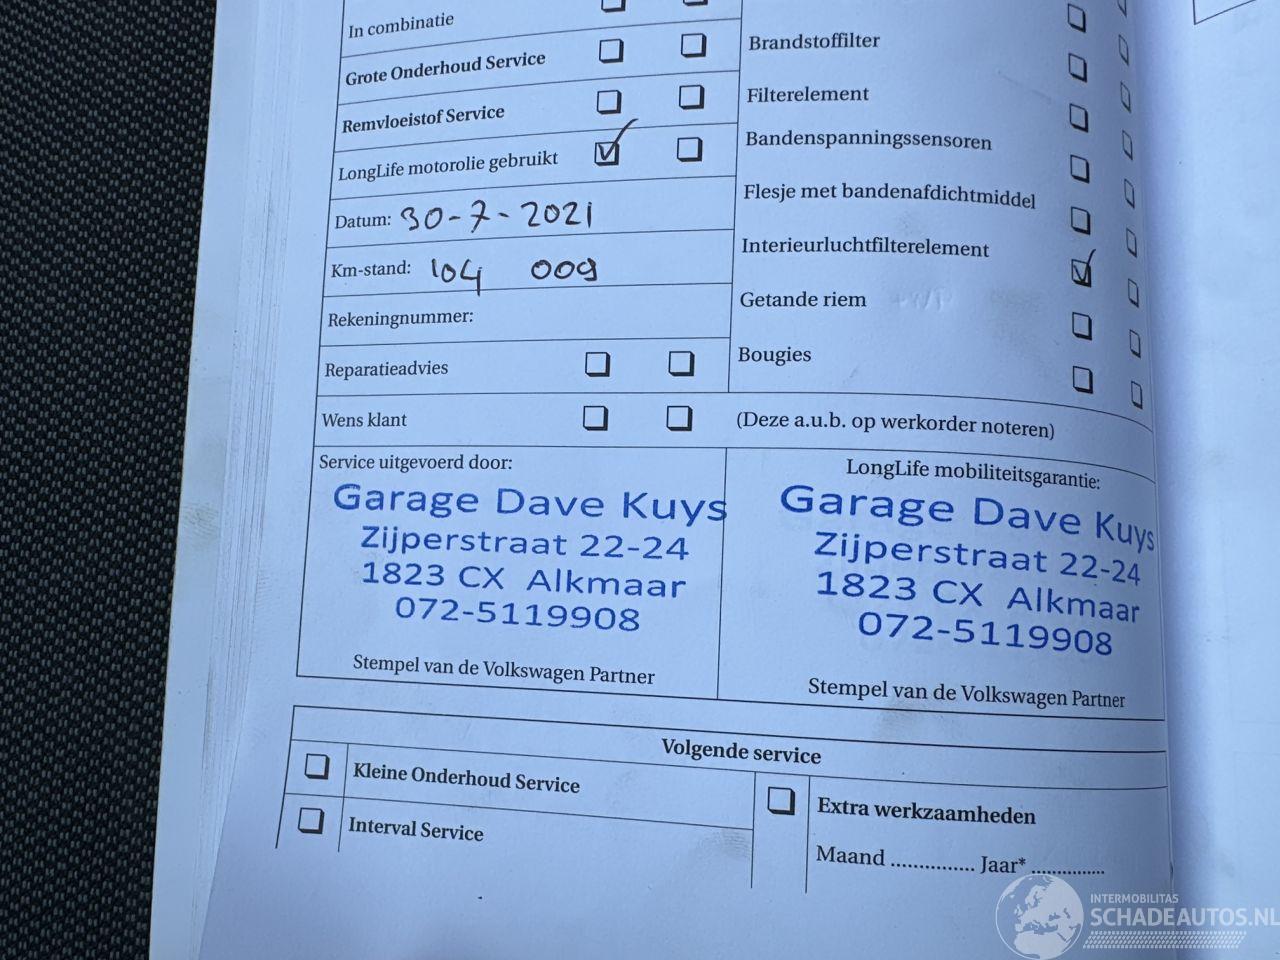 In combinatie
Grote Onderhoud Service
Remvloeistof Service
LongLife motorolie gebruikt
Datum: 30-7-2021
Km-stand: 104 009
Rekeningnummer:
Reparatieadvies
Wens klant
Brandstoffilter
Filterelement
Bandenspanningssensoren
Flesje met bandenafdichtmiddel
Interieurluchtfilterelement
Getande riem
Bougies
(Deze a.u.b. op werkorder noteren)
Service uitgevoerd door:
Garage Dave Kuys
Zijperstraat 22-24
1823 CX Alkmaar
072-5119908
Stempel van de Volkswagen Partner
LongLife mobiliteitsgarantie:
Garage Dave Kuys
Zijperstraat 22-24
1823 CX Alkmaar
072-5119908
Stempel van de Volkswagen Partner
Volgende service
Kleine Onderhoud Service
Interval Service
Extra werkzaamheden
Maand ............... Jaar* ..............
INTERMOBILITAS
SCHADEAUTOS.NL